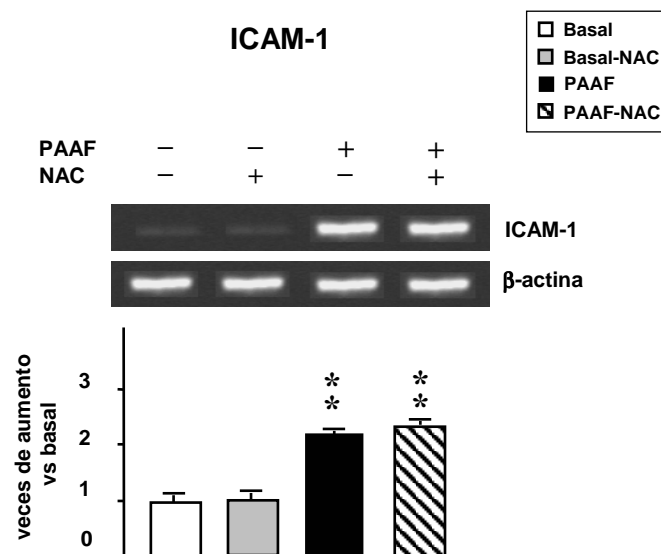 ICAM-1
Basal
Basal-NAC
PAAF
PAAF-NAC
PAAF − − + +
NAC − + − +
ICAM-1
β-actina
veces de aumento
vs basal
3
2
1
0
* *
* *